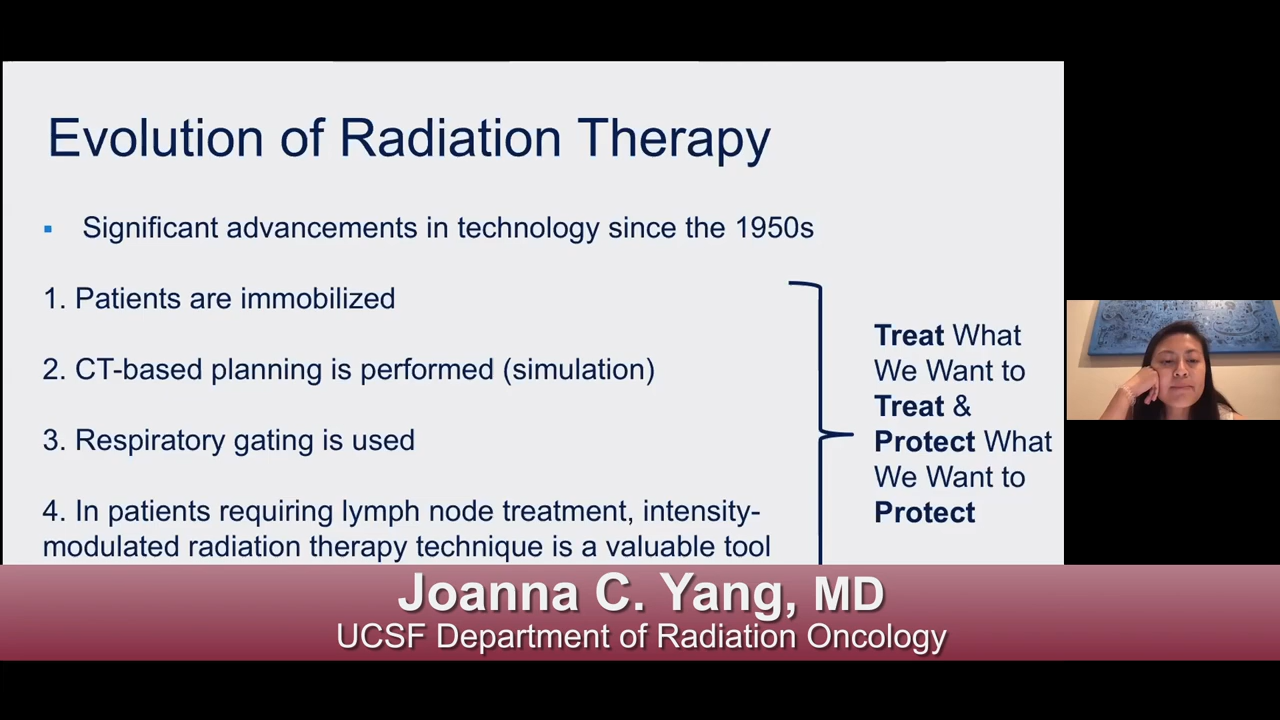 Evolution of Radiation Therapy
▪ Significant advancements in technology since the 1950s
1. Patients are immobilized
2. CT-based planning is performed (simulation)
3. Respiratory gating is used
4. In patients requiring lymph node treatment, intensity-
modulated radiation therapy technique is a valuable tool
Treat What
We Want to
Treat &
Protect What
We Want to
Protect
Joanna C. Yang, MD
UCSF Department of Radiation Oncology